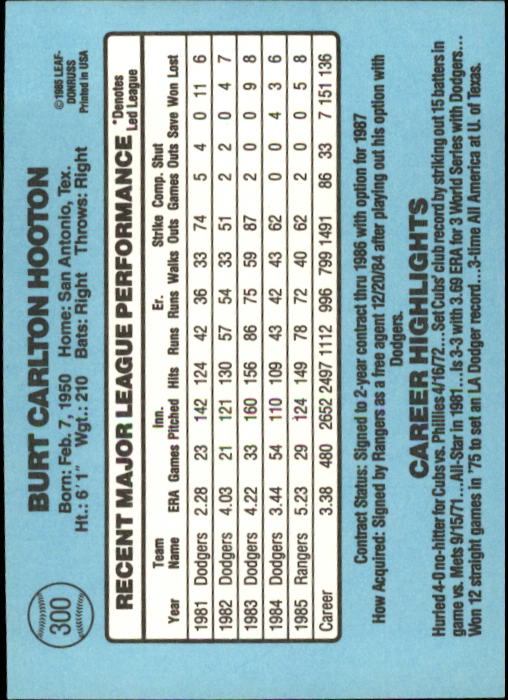 300
BURT CARLTON HOOTON
©1985 LEAF-
DONRUSS
Printed in USA
Born: Feb. 7, 1950 Home: San Antonio, Tex.
Ht.: 6'1" Wgt.: 210 Bats: Right Throws: Right
RECENT MAJOR LEAGUE PERFORMANCE *Denotes
Led League
Team Inn. Er. Strike Comp. Shut
Year Name ERA Games Pitched Hits Runs Runs Walks Outs Games Outs Save Won Lost
1981 Dodgers 2.28 23 142 124 42 36 33 74 5 4 0 11 6
1982 Dodgers 4.03 21 121 130 57 54 33 51 2 2 0 4 7
1983 Dodgers 4.22 33 160 156 86 75 59 87 2 0 0 9 8
1984 Dodgers 3.44 54 110 109 43 42 43 62 0 0 4 3 6
1985 Rangers 5.23 29 124 149 78 72 40 62 2 0 0 5 8
Career 3.38 480 2652 2497 1112 996 799 1491 86 33 7 151 136
Contract Status: Signed to 2-year contract thru 1986 with option for 1987
How Acquired: Signed by Rangers as a free agent 12/20/84 after playing out his option with
Dodgers.
CAREER HIGHLIGHTS
Hurled 4-0 no-hitter for Cubs vs. Phillies 4/16/72.... Set Cubs' club record by striking out 15 batters in
game vs. Mets 9/15/71...All-Star in 1981...Is 3-3 with 3.69 ERA for 3 World Series with Dodgers...
Won 12 straight games in '75 to set an LA Dodger record...3-time All America at U. of Texas.